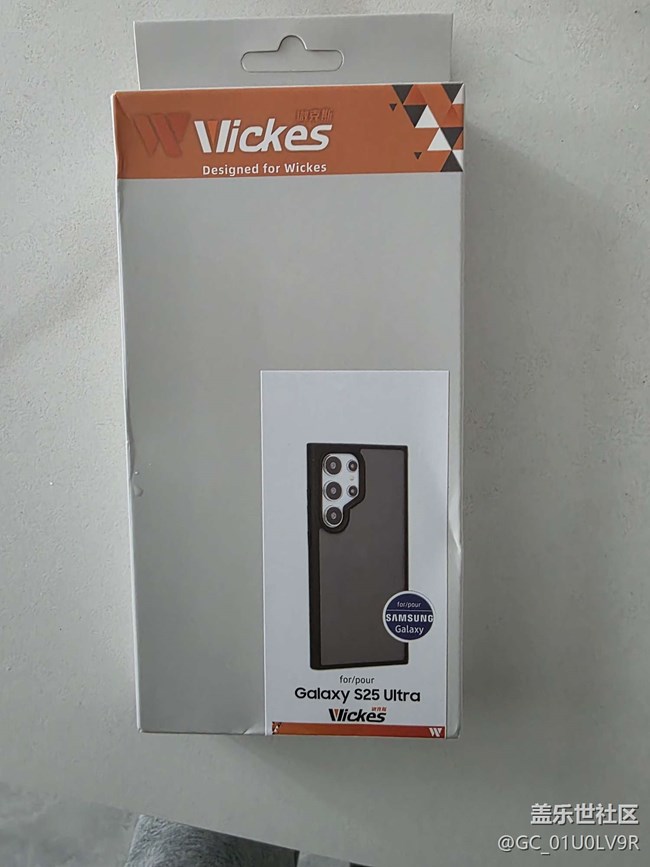 Wickes
Designed for Wickes
for/pour
SAMSUNG
Galaxy
for/pour
Galaxy S25 Ultra
Wickes
盖乐世社区
@GC_01U0LV9R